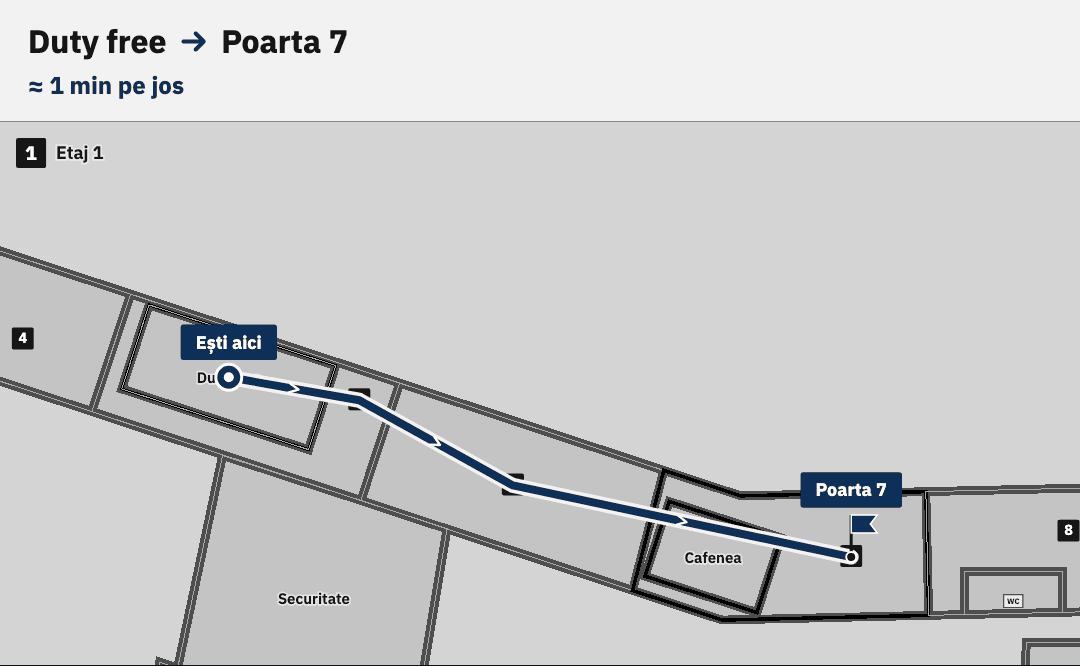 Duty free → Poarta 7
≈ 1 min pe jos
1 Etaj 1
4
Ești aici
Du
Poarta 7
8
Cafenea
Securitate
WC